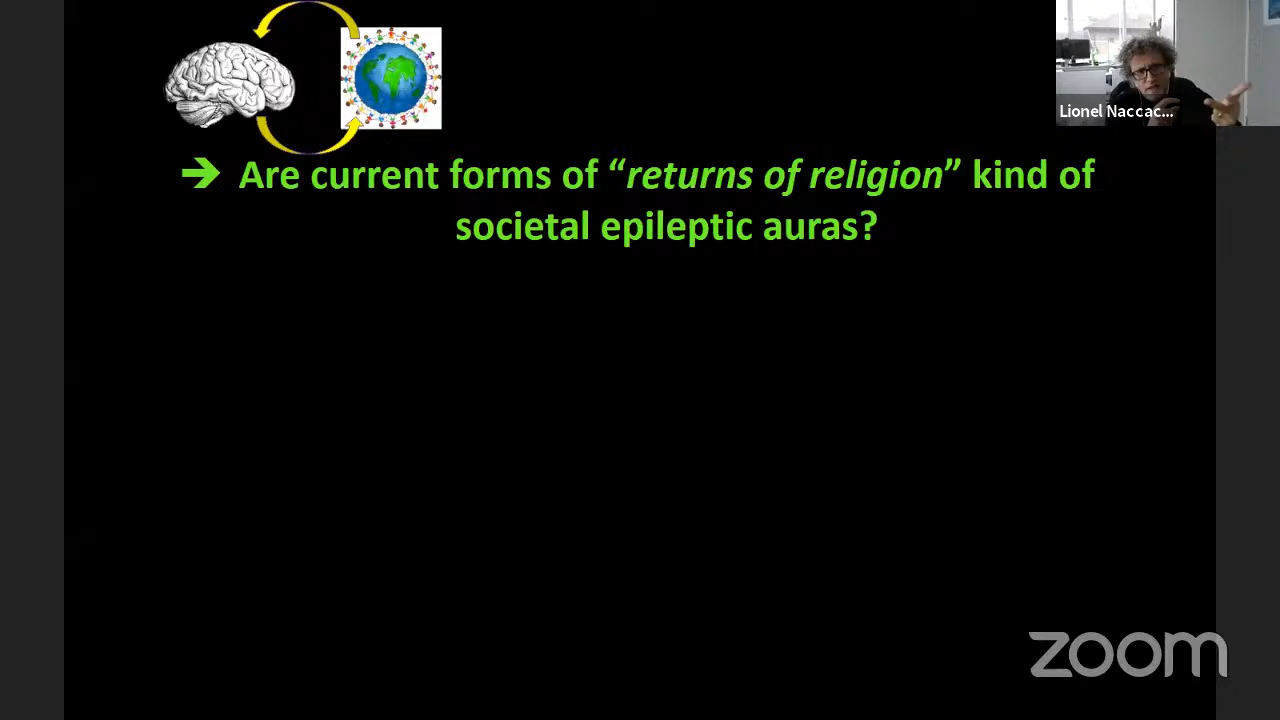 Lionel Naccac...
➔ Are current forms of “returns of religion” kind of
societal epileptic auras?
zoom